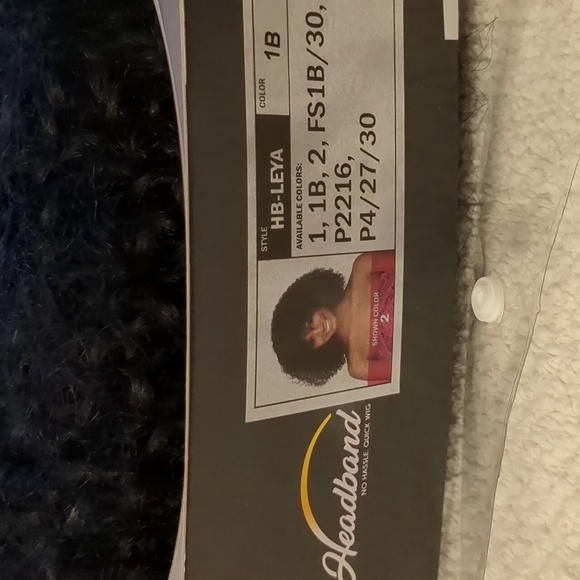 STYLE
HB-LEYA
COLOR
1B
AVAILABLE COLORS:
1, 1B, 2, FS1B/30,
P2216,
P4/27/30
SHOWN COLOR
2
Headband
NO HASSLE. QUICK WIG